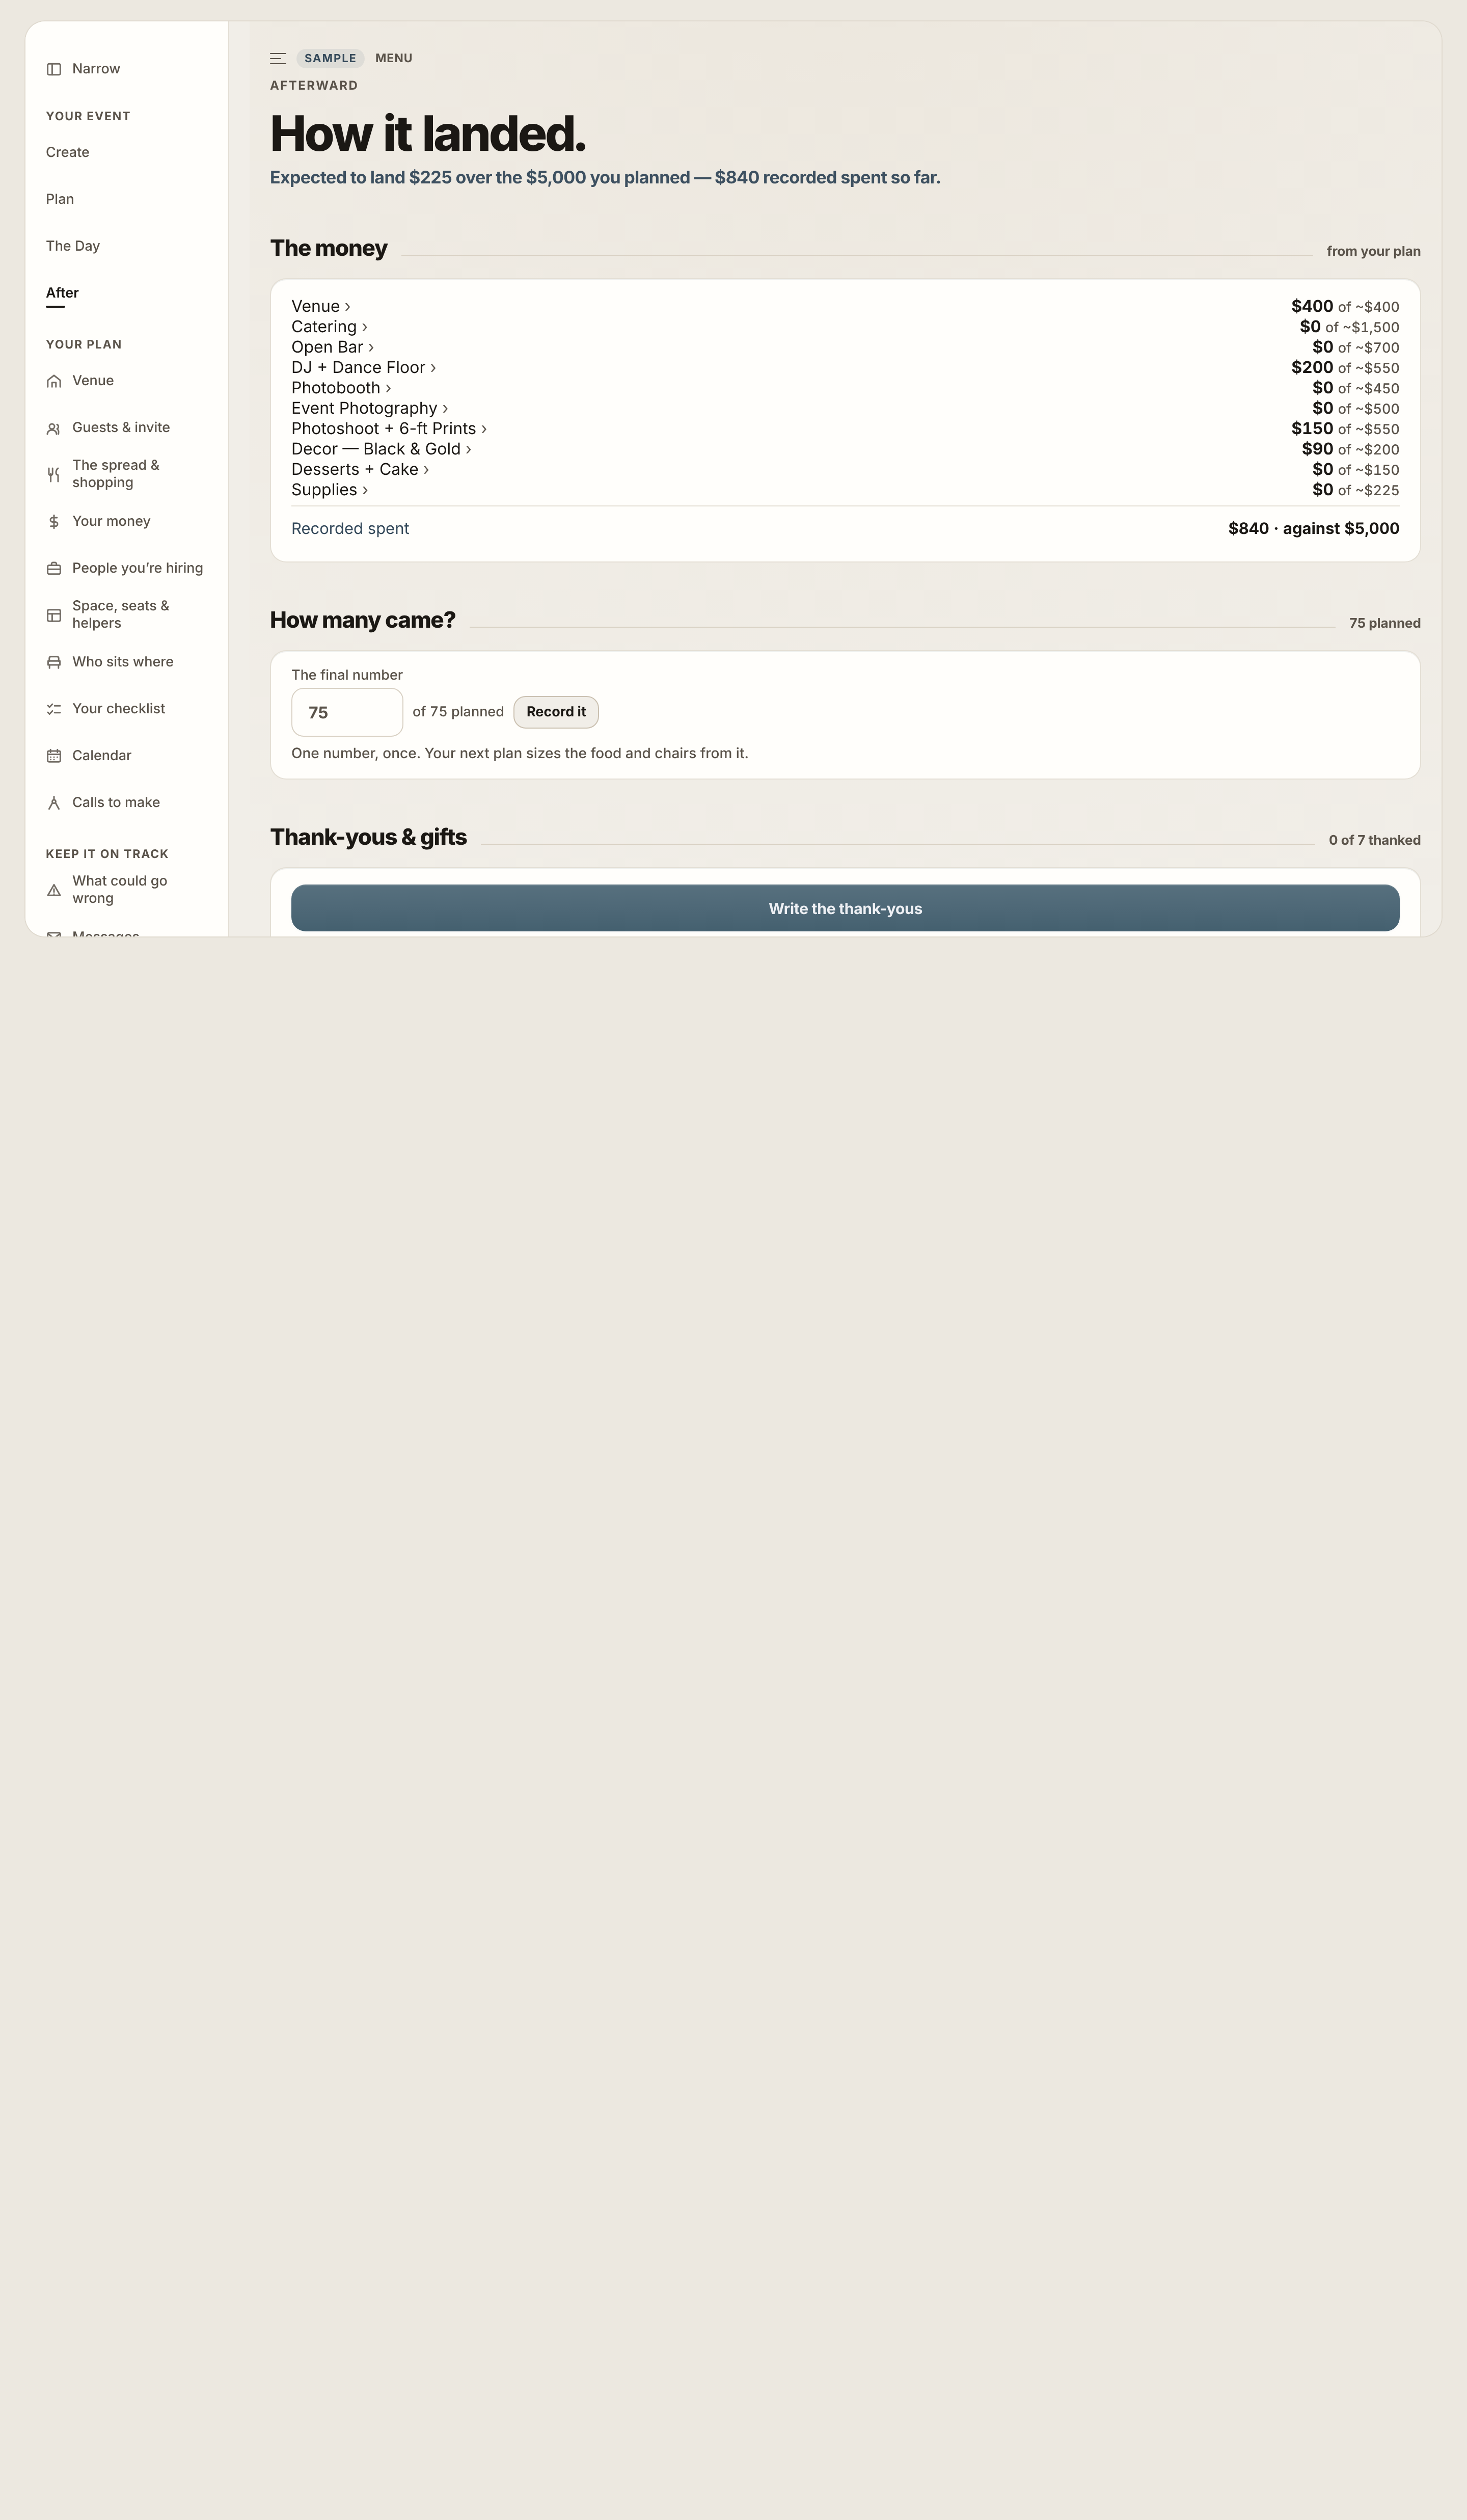 Narrow
YOUR EVENT
Create
Plan
The Day
After
YOUR PLAN
Venue
Guests & invite
The spread &
shopping
Your money
People you’re hiring
Space, seats &
helpers
Who sits where
Your checklist
Calendar
Calls to make
KEEP IT ON TRACK
What could go
wrong
Messages
SAMPLE MENU
AFTERWARD
How it landed.
Expected to land $225 over the $5,000 you planned — $840 recorded spent so far.
The money from your plan
Venue › $400 of ~$400
Catering › $0 of ~$1,500
Open Bar › $0 of ~$700
DJ + Dance Floor › $200 of ~$550
Photobooth › $0 of ~$450
Event Photography › $0 of ~$500
Photoshoot + 6-ft Prints › $150 of ~$550
Decor — Black & Gold › $90 of ~$200
Desserts + Cake › $0 of ~$150
Supplies › $0 of ~$225
Recorded spent $840 · against $5,000
How many came? 75 planned
The final number
75 of 75 planned Record it
One number, once. Your next plan sizes the food and chairs from it.
Thank-yous & gifts 0 of 7 thanked
Write the thank-yous